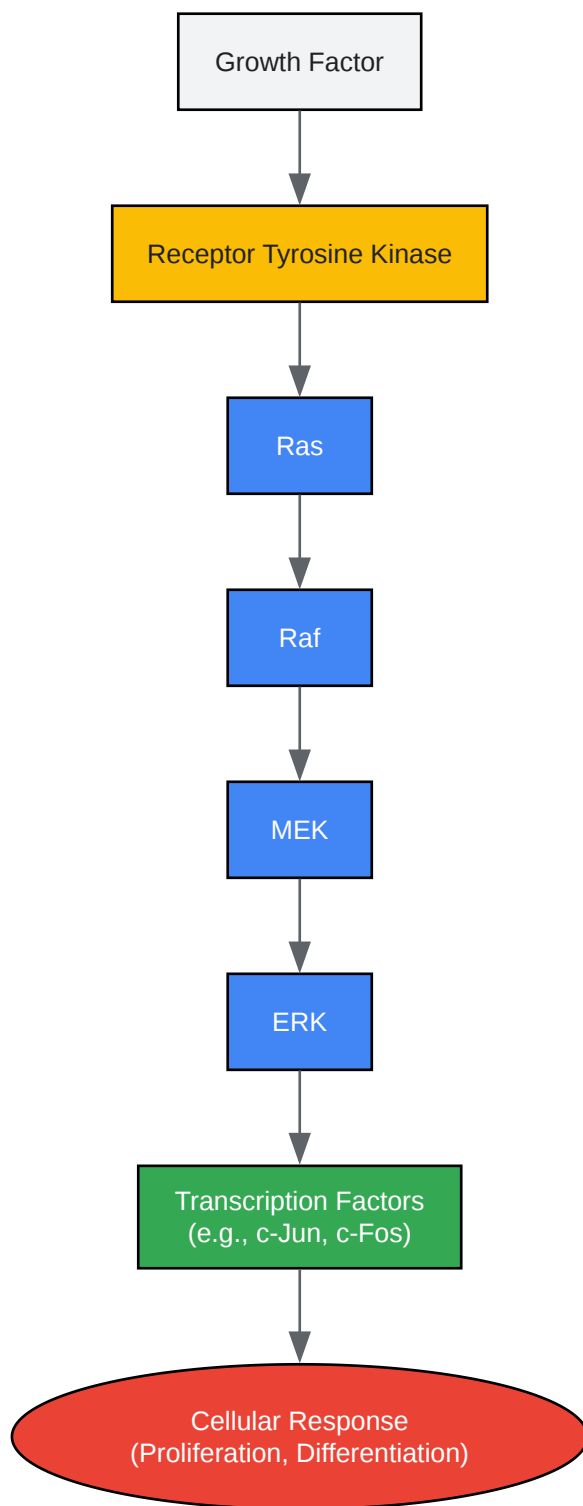 Growth Factor
Receptor Tyrosine Kinase
Ras
Raf
MEK
ERK
Transcription Factors
(e.g., c-Jun, c-Fos)
Cellular Response
(Proliferation, Differentiation)